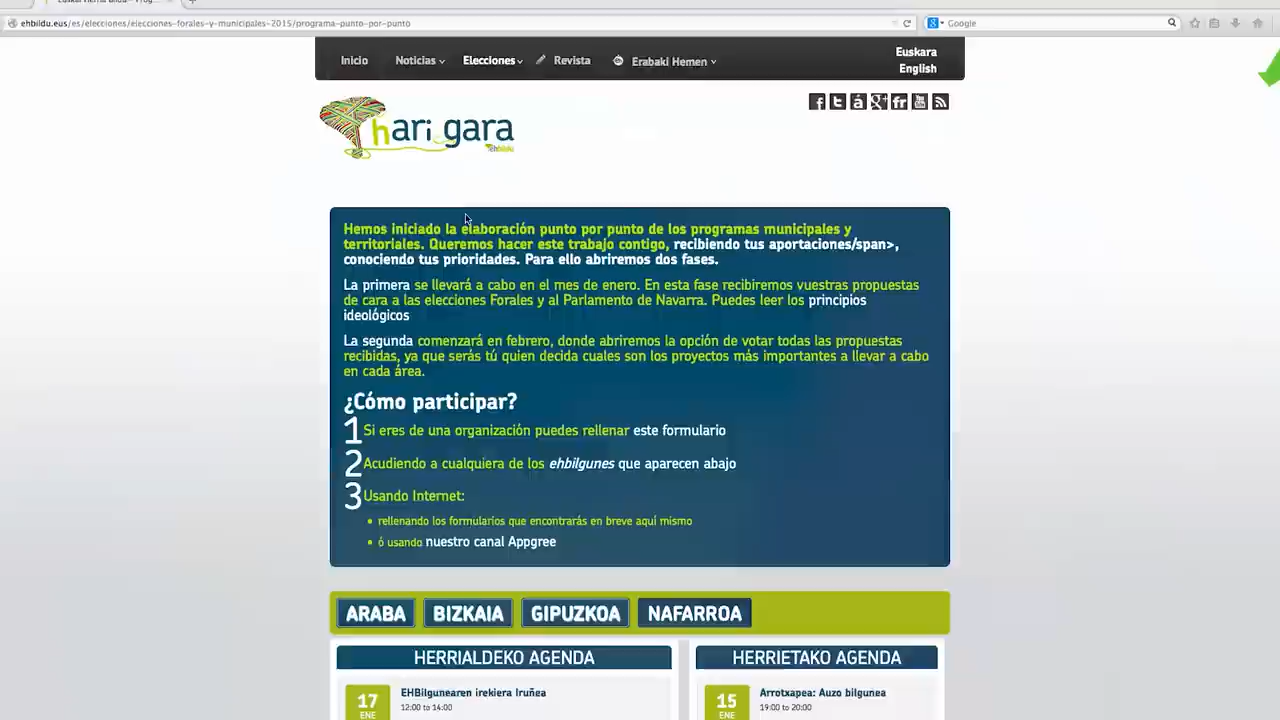 ehbildu.eus/es/elecciones/elecciones-forales-y-municipales-2015/programa-punto-por-punto
Google
Inicio
Noticias
Elecciones
Revista
Erabaki Hemen
Euskara
English
hari gara
ehbildu
Hemos iniciado la elaboración punto por punto de los programas municipales y
territoriales. Queremos hacer este trabajo contigo, recibiendo tus aportaciones/span>,
conociendo tus prioridades. Para ello abriremos dos fases.
La primera se llevará a cabo en el mes de enero. En esta fase recibiremos vuestras propuestas
de cara a las elecciones Forales y al Parlamento de Navarra. Puedes leer los principios
ideológicos
La segunda comenzará en febrero, donde abriremos la opción de votar todas las propuestas
recibidas, ya que serás tú quien decida cuales son los proyectos más importantes a llevar a cabo
en cada área.
¿Cómo participar?
1 Si eres de una organización puedes rellenar este formulario
2 Acudiendo a cualquiera de los ehbilgunes que aparecen abajo
3 Usando Internet:
• rellenando los formularios que encontrarás en breve aquí mismo
• ó usando nuestro canal Appgree
ARABA
BIZKAIA
GIPUZKOA
NAFARROA
HERRIALDEKO AGENDA
17
ENE
EHBilgunearen irekiera Iruñea
12:00 to 14:00
HERRIETAKO AGENDA
15
ENE
Arrotxapea: Auzo bilgunea
19:00 to 20:00